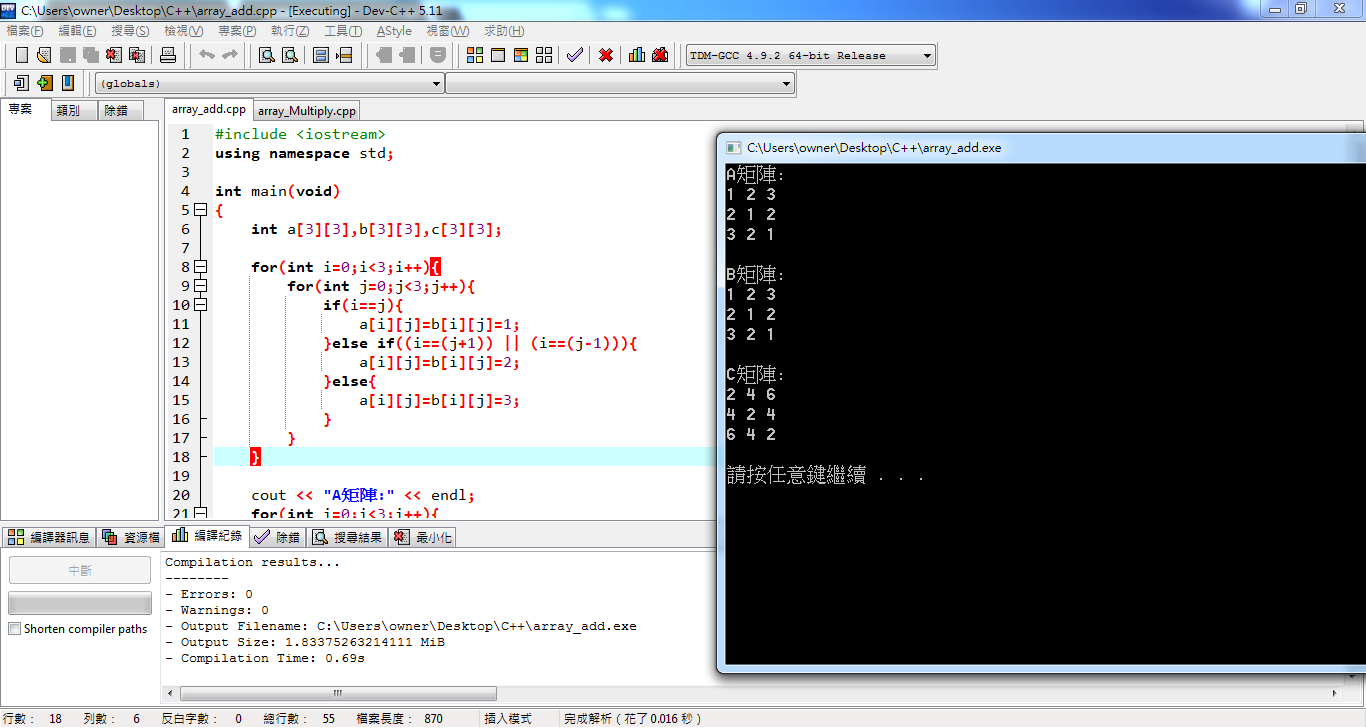 C:\Users\owner\Desktop\C++\array_add.cpp - [Executing] - Dev-C++ 5.11
檔案(F) 編輯(E) 搜尋(S) 檢視(V) 專案(P) 執行(Z) 工具(T) AStyle 視窗(W) 求助(H)
TDM-GCC 4.9.2 64-bit Release
(globals)
專案 類別 除錯
array_add.cpp array_Multiply.cpp
1 #include <iostream>
2 using namespace std;
3
4 int main(void)
5 {
6 int a[3][3],b[3][3],c[3][3];
7
8 for(int i=0;i<3;i++){
9 for(int j=0;j<3;j++){
10 if(i==j){
11 a[i][j]=b[i][j]=1;
12 }else if((i==(j+1)) || (i==(j-1))){
13 a[i][j]=b[i][j]=2;
14 }else{
15 a[i][j]=b[i][j]=3;
16 }
17 }
18 }
19
20 cout << "A矩陣:" << endl;
21 for(int i=0;i<3;i++){
C:\Users\owner\Desktop\C++\array_add.exe
A矩陣:
1 2 3
2 1 2
3 2 1
B矩陣:
1 2 3
2 1 2
3 2 1
C矩陣:
2 4 6
4 2 4
6 4 2
請按任意鍵繼續 . . .
編譯器訊息 資源檔 編譯紀錄 除錯 搜尋結果 最小化
中斷
Shorten compiler paths
Compilation results...
--------
- Errors: 0
- Warnings: 0
- Output Filename: C:\Users\owner\Desktop\C++\array_add.exe
- Output Size: 1.83375263214111 MiB
- Compilation Time: 0.69s
行數： 18 列數： 6 反白字數： 0 總行數： 55 檔案長度： 870 插入模式 完成解析（花了0.016 秒）